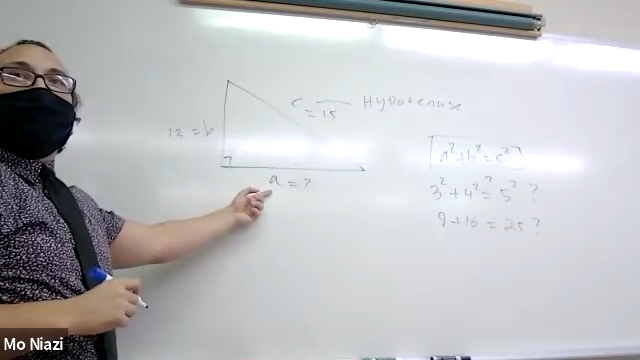 c — Hypotenuse
= 15
12 = b
a = ?
a² + b² = c²
3² + 4² ?= 5² ?
9 + 16 = 25 ?
Mo Niazi